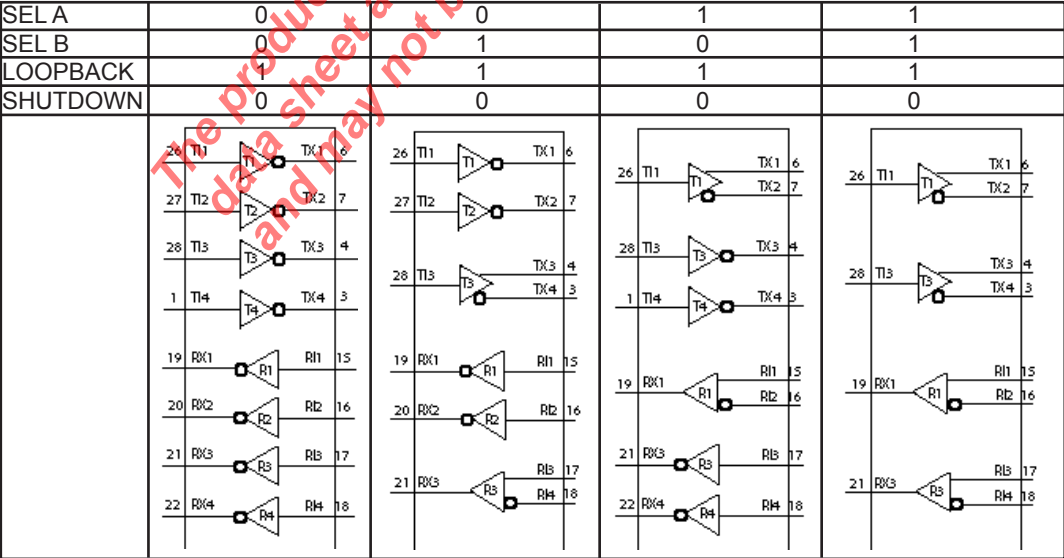 SEL A 0 0 1 1
SEL B 0 1 0 1
LOOPBACK 1 1 1 1
SHUTDOWN 0 0 0 0
The produc
data sheet a
and may not b
26 TI1 T1 TX1 6
27 TI2 T2 TX2 7
28 TI3 T3 TX3 4
1 TI4 T4 TX4 3
19 RX1 R1 RI1 15
20 RX2 R2 RI2 16
21 RX3 R3 RI3 17
22 RX4 R4 RI4 18
26 TI1 T1 TX1 6
27 TI2 T2 TX2 7
28 TI3 T3 TX3 4
TX4 3
19 RX1 R1 RI1 15
20 RX2 R2 RI2 16
21 RX3 R3 RI3 17
RI4 18
26 TI1 T1 TX1 6
TX2 7
28 TI3 T3 TX3 4
1 TI4 T4 TX4 3
19 RX1 R1 RI1 15
RI2 16
21 RX3 R3 RI3 17
22 RX4 R4 RI4 18
26 TI1 T1 TX1 6
TX2 7
28 TI3 T3 TX3 4
TX4 3
19 RX1 R1 RI1 15
RI2 16
21 RX3 R3 RI3 17
RI4 18